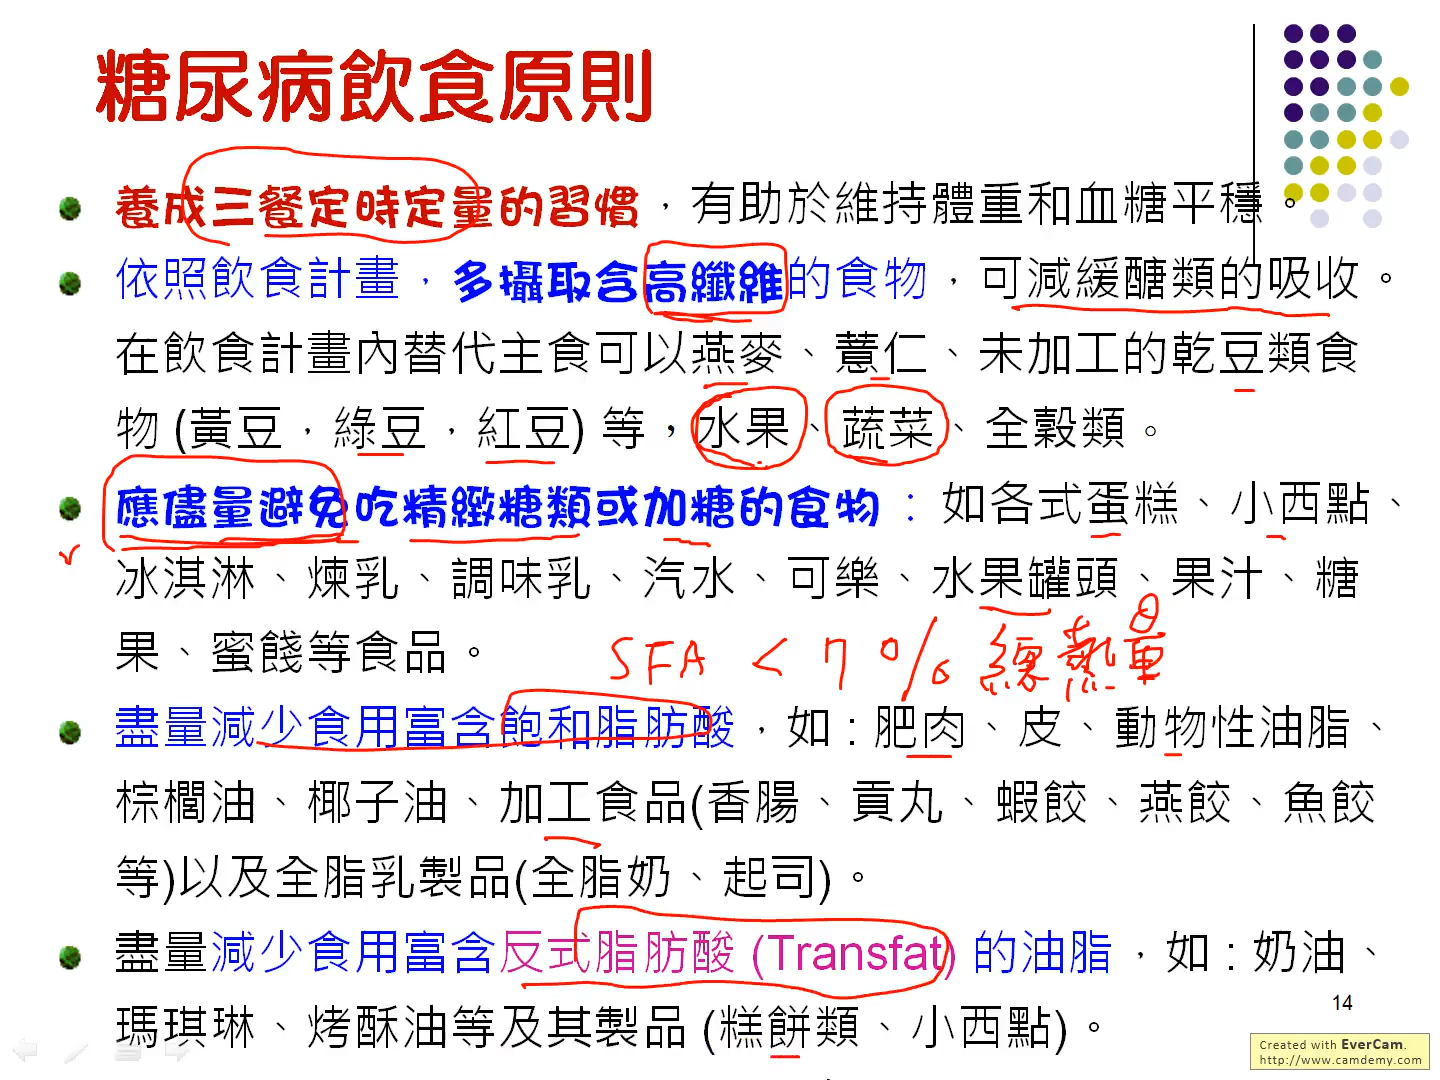 糖尿病飲食原則
養成三餐定時定量的習慣，有助於維持體重和血糖平穩。
依照飲食計畫，多攝取含高纖維的食物，可減緩醣類的吸收。
在飲食計畫內替代主食可以燕麥、薏仁、未加工的乾豆類食
物 (黃豆，綠豆，紅豆) 等，水果、蔬菜、全穀類。
應儘量避免吃精緻糖類或加糖的食物：如各式蛋糕、小西點、
冰淇淋、煉乳、調味乳、汽水、可樂、水果罐頭、果汁、糖
果、蜜餞等食品。
SFA < 7 % 總熱量
盡量減少食用富含飽和脂肪酸，如：肥肉、皮、動物性油脂、
棕櫚油、椰子油、加工食品(香腸、貢丸、蝦餃、燕餃、魚餃
等)以及全脂乳製品(全脂奶、起司)。
盡量減少食用富含反式脂肪酸 (Transfat) 的油脂，如：奶油、
瑪琪琳、烤酥油等及其製品 (糕餅類、小西點)。
14
Created with EverCam.
http://www.camdemy.com